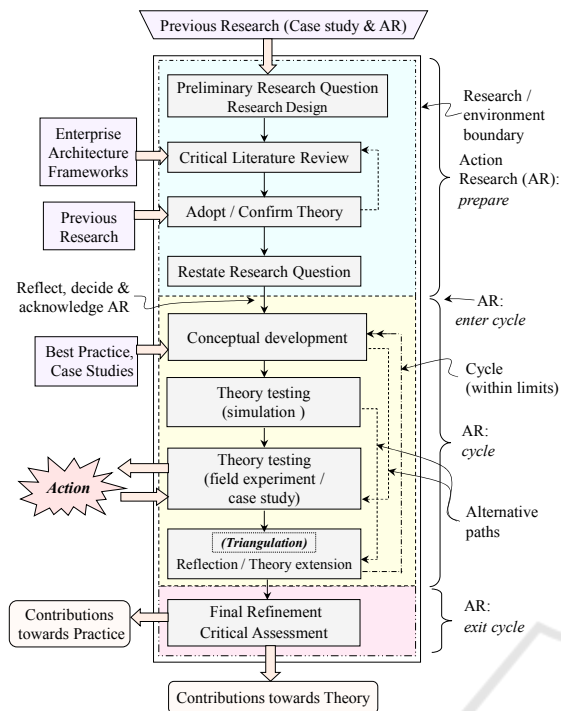 Previous Research (Case study & AR)
Preliminary Research Question
Research Design
Research /
environment
boundary
Enterprise
Architecture
Frameworks
Critical Literature Review
Action
Research (AR):
prepare
Previous
Research
Adopt / Confirm Theory
Restate Research Question
Reflect, decide &
acknowledge AR
AR:
enter cycle
Conceptual development
Best Practice,
Case Studies
Cycle
(within limits)
Theory testing
(simulation )
AR:
cycle
Theory testing
(field experiment /
case study)
Action
Alternative
paths
(Triangulation)
Reflection / Theory extension
Contributions
towards Practice
Final Refinement
Critical Assessment
AR:
exit cycle
Contributions towards Theory